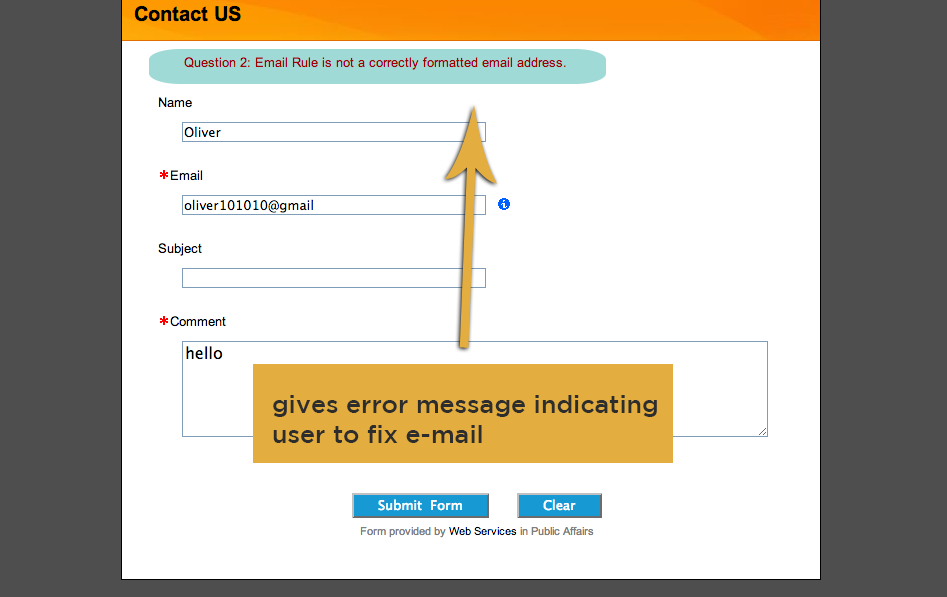 Contact US
Question 2: Email Rule is not a correctly formatted email address.
Name
Oliver
*Email
oliver101010@gmail
Subject
*Comment
hello
gives error message indicating
user to fix e-mail
Submit Form Clear
Form provided by Web Services in Public Affairs